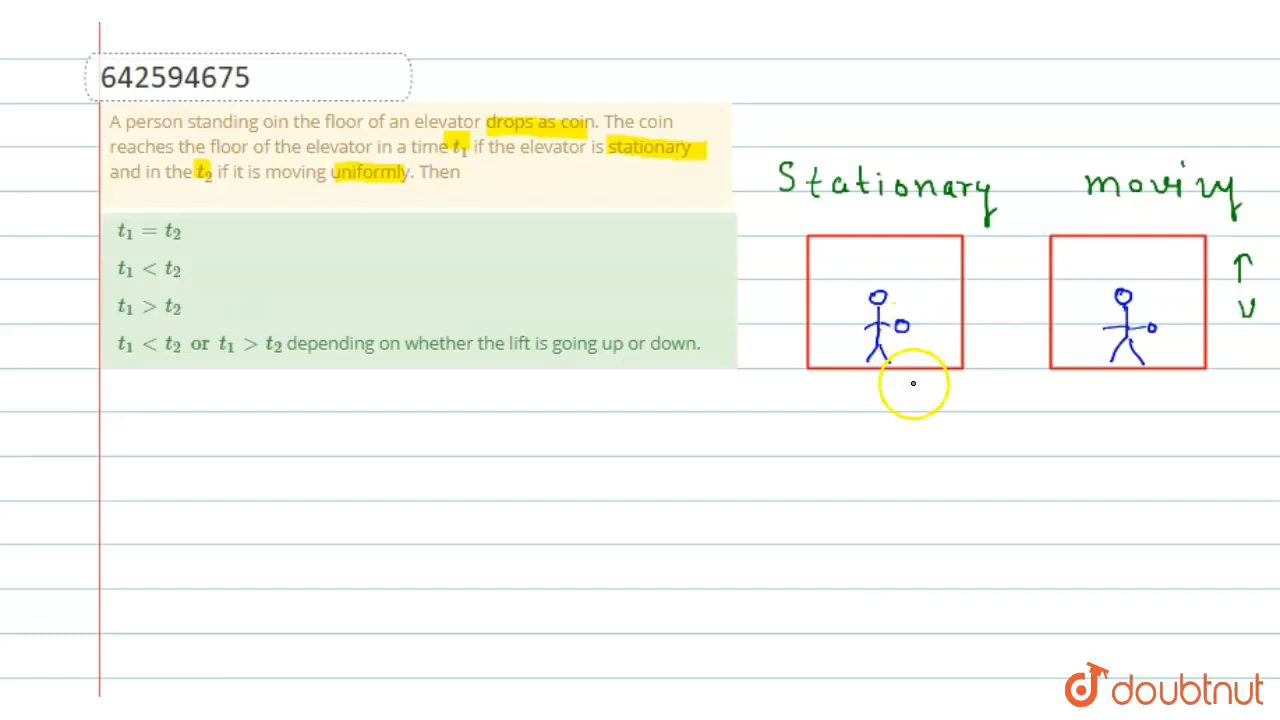 642594675
A person standing oin the floor of an elevator drops as coin. The coin
reaches the floor of the elevator in a time t₁ if the elevator is stationary
and in the t₂ if it is moving uniformly. Then
t₁ = t₂
t₁ < t₂
t₁ > t₂
t₁ < t₂ or t₁ > t₂ depending on whether the lift is going up or down.
Stationary
moving
v
doubtnut